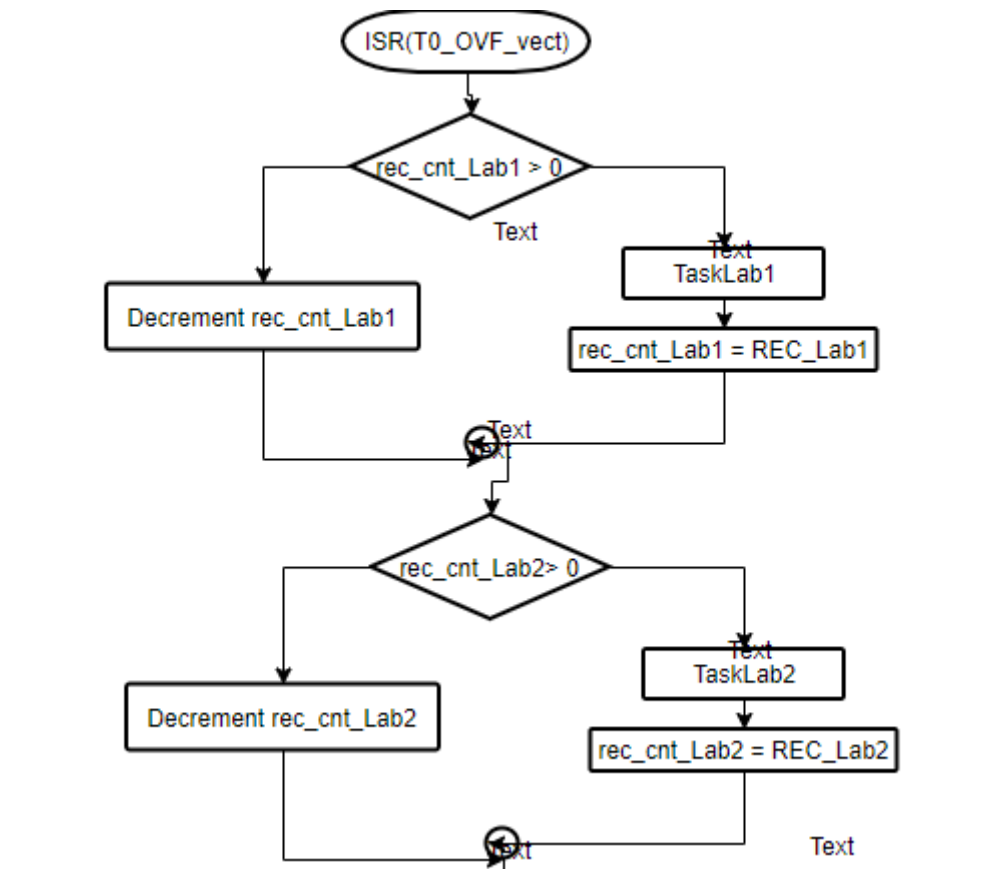 ISR(T0_OVF_vect)
rec_cnt_Lab1 > 0
Text
Text
TaskLab1
Decrement rec_cnt_Lab1
rec_cnt_Lab1 = REC_Lab1
Text
Text
rec_cnt_Lab2> 0
Text
TaskLab2
Decrement rec_cnt_Lab2
rec_cnt_Lab2 = REC_Lab2
Text
Text